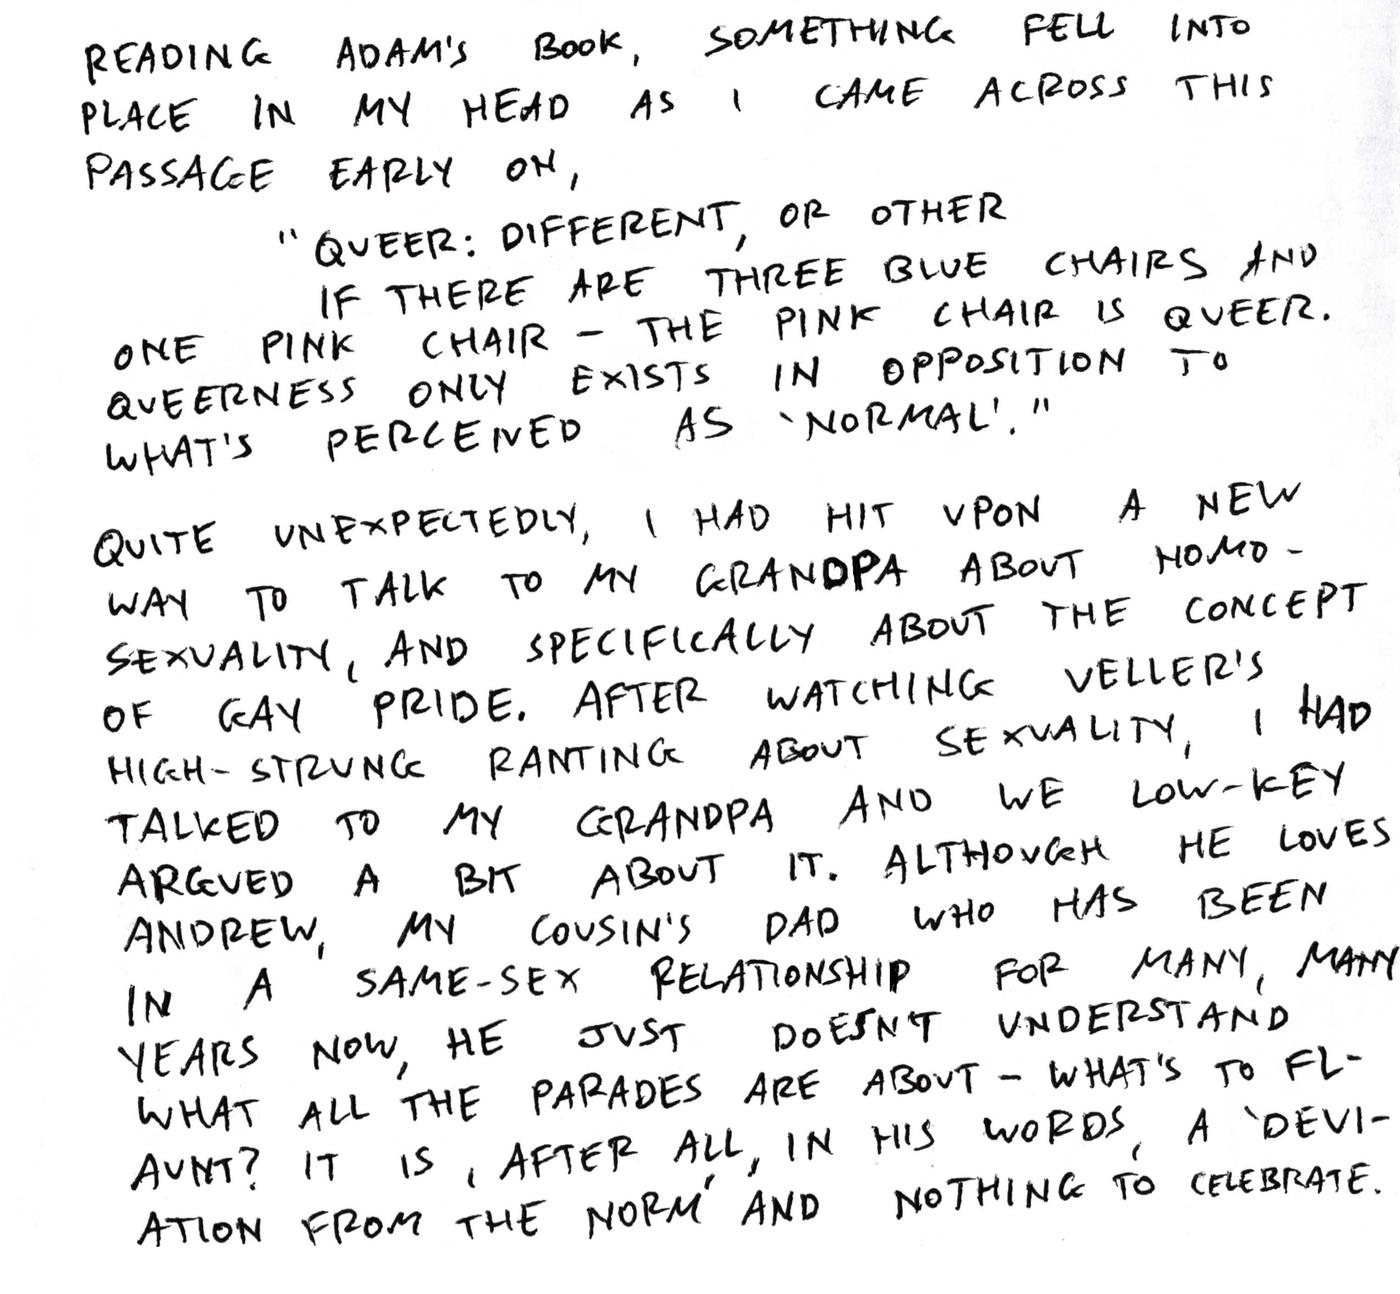 READING ADAM'S BOOK, SOMETHING FELL INTO
PLACE IN MY HEAD AS I CAME ACROSS THIS
PASSAGE EARLY ON,
"QUEER: DIFFERENT, OR OTHER
IF THERE ARE THREE BLUE CHAIRS AND
ONE PINK CHAIR – THE PINK CHAIR IS QUEER.
QUEERNESS ONLY EXISTS IN OPPOSITION TO
WHAT'S PERCEIVED AS 'NORMAL'."
QUITE UNEXPECTEDLY, I HAD HIT UPON A NEW
WAY TO TALK TO MY GRANDPA ABOUT HOMO-
SEXUALITY, AND SPECIFICALLY ABOUT THE CONCEPT
OF GAY PRIDE. AFTER WATCHING VELLER'S
HIGH-STRUNG RANTING ABOUT SEXUALITY, I HAD
TALKED TO MY GRANDPA AND WE LOW-KEY
ARGUED A BIT ABOUT IT. ALTHOUGH HE LOVES
ANDREW, MY COUSIN'S DAD WHO HAS BEEN
IN A SAME-SEX RELATIONSHIP FOR MANY, MANY
YEARS NOW, HE JUST DOESN'T UNDERSTAND
WHAT ALL THE PARADES ARE ABOUT – WHAT'S TO FL-
AUNT? IT IS, AFTER ALL, IN HIS WORDS, A 'DEVI-
ATION FROM THE NORM' AND NOTHING TO CELEBRATE.